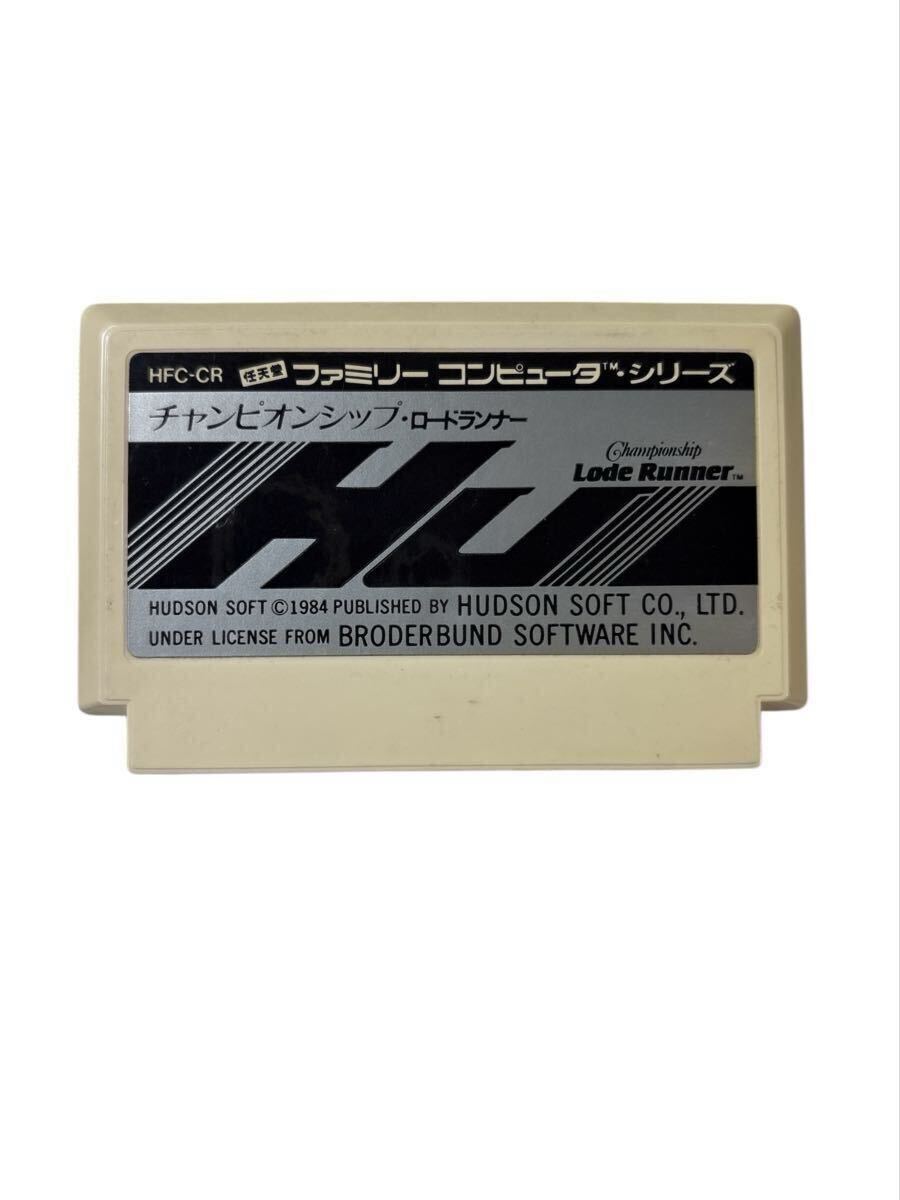 HFC-CR 任天堂 ファミリー コンピュータ™・シリーズ
チャンピオンシップ・ロードランナー
Championship
Lode Runner™
HU
HUDSON SOFT ©1984 PUBLISHED BY HUDSON SOFT CO., LTD.
UNDER LICENSE FROM BRODERBUND SOFTWARE INC.